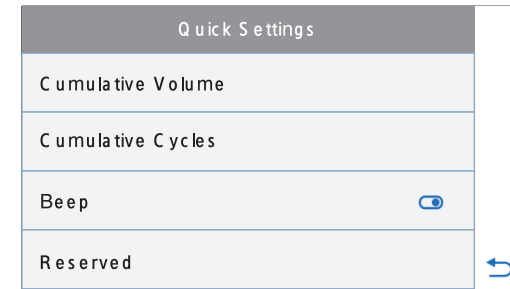 Quick Settings
Cumulative Volume
Cumulative Cycles
Beep
Reserved